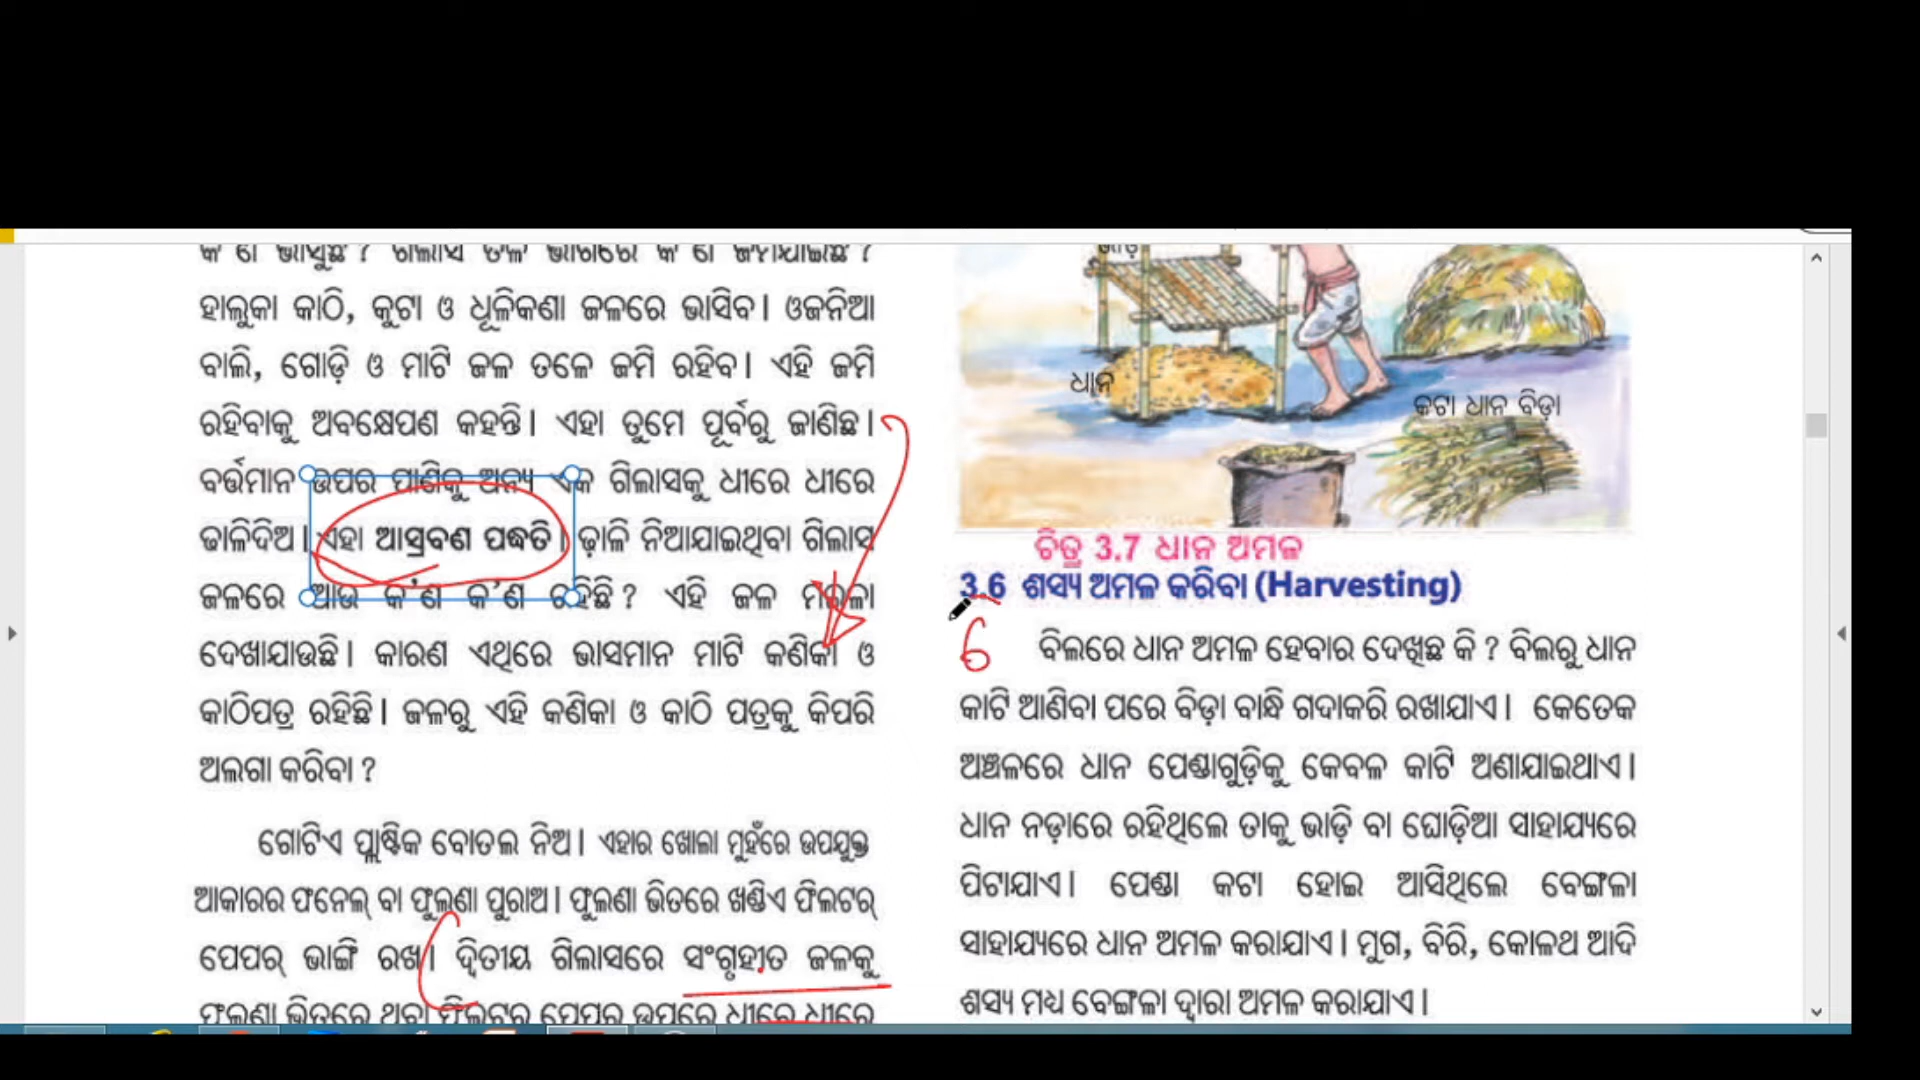 ହାଲୁକା କାଠି, କୁଟା ଓ ଧୂଳିକଣା ଜଳରେ ଭାସିବ। ଓଜନିଆ
ବାଲି, ଗୋଡ଼ି ଓ ମାଟି ଜଳ ତଳେ ଜମି ରହିବ। ଏହି ଜମି
ରହିବାକୁ ଅବକ୍ଷେପଣ କହନ୍ତି। ଏହା ତୁମେ ପୂର୍ବରୁ ଜାଣିଛ।
ବର୍ତ୍ତମାନ ଉପର ପାଣିକୁ ଅନ୍ୟ ଏକ ଗିଲାସକୁ ଧୀରେ ଧୀରେ
ଢାଳିଦିଅ। ଏହା ଆସ୍ରବଣ ପଦ୍ଧତି। ଢ଼ାଳି ନିଆଯାଇଥିବା ଗିଲାସ
ଜଳରେ ଆଉ କ'ଣ କ'ଣ ରହିଛି ? ଏହି ଜଳ ମଇଳା
ଦେଖାଯାଉଛି। କାରଣ ଏଥିରେ ଭାସମାନ ମାଟି କଣିକା ଓ
କାଠିପତ୍ର ରହିଛି। ଜଳରୁ ଏହି କଣିକା ଓ କାଠି ପତ୍ରକୁ କିପରି
ଅଲଗା କରିବା ?
ଗୋଟିଏ ପ୍ଲାଷ୍ଟିକ ବୋତଲ ନିଅ। ଏହାର ଖୋଲା ମୁହଁରେ ଉପଯୁକ୍ତ
ଆକାରର ଫନେଲ୍ ବା ଫୁଲଣା ପୁରାଅ। ଫୁଲଣା ଭିତରେ ଖଣ୍ଡିଏ ଫିଲଟର୍
ପେପର୍ ଭାଙ୍ଗି ରଖ। ଦ୍ୱିତୀୟ ଗିଲାସରେ ସଂଗୃହୀତ ଜଳକୁ
ଫୁଲଣା ଭିତରେ ଥିବା ଫିଲଟର ପେପର ଉପରେ ଧୀରେ ଧୀରେ
ଧାନ
କଟା ଧାନ ବିଡ଼ା
ଚିତ୍ର 3.7 ଧାନ ଅମଳ
3.6 ଶସ୍ୟ ଅମଳ କରିବା (Harvesting)
6
ବିଲରେ ଧାନ ଅମଳ ହେବାର ଦେଖିଛ କି ? ବିଲରୁ ଧାନ
କାଟି ଆଣିବା ପରେ ବିଡ଼ା ବାନ୍ଧି ଗଦାକରି ରଖାଯାଏ। କେତେକ
ଅଞ୍ଚଳରେ ଧାନ ପେଣ୍ଡାଗୁଡ଼ିକୁ କେବଳ କାଟି ଅଣାଯାଇଥାଏ।
ଧାନ ନଡ଼ାରେ ରହିଥିଲେ ତାକୁ ଭାଡ଼ି ବା ଘୋଡ଼ିଆ ସାହାଯ୍ୟରେ
ପିଟାଯାଏ। ପେଣ୍ଡା କଟା ହୋଇ ଆସିଥିଲେ ବେଙ୍ଗଳା
ସାହାଯ୍ୟରେ ଧାନ ଅମଳ କରାଯାଏ। ମୁଗ, ବିରି, କୋଳଥ ଆଦି
ଶସ୍ୟ ମଧ୍ୟ ବେଙ୍ଗଳା ଦ୍ୱାରା ଅମଳ କରାଯାଏ।